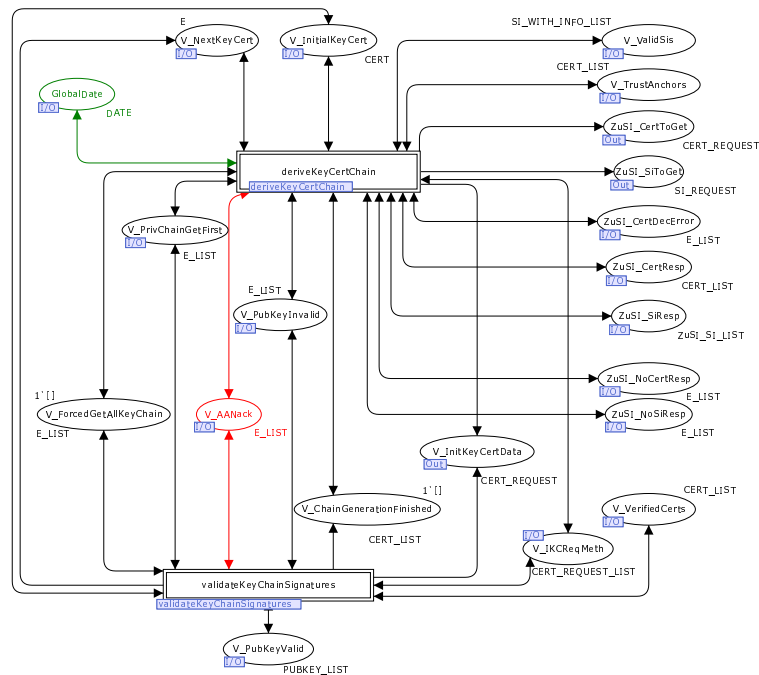 E
SI_WITH_INFO_LIST
V_NextKeyCert
I/O
V_InitialKeyCert
I/O
CERT
V_ValidSis
I/O
CERT_LIST
V_TrustAnchors
I/O
GlobalDate
I/O
DATE
ZuSI_CertToGet
Out
CERT_REQUEST
deriveKeyCertChain
deriveKeyCertChain
ZuSI_SiToGet
Out
SI_REQUEST
V_PrivChainGetFirst
I/O
E_LIST
ZuSI_CertDecError
I/O
E_LIST
ZuSI_CertResp
I/O
CERT_LIST
E_LIST
V_PubKeyInvalid
I/O
ZuSI_SiResp
I/O
ZuSI_SI_LIST
ZuSI_NoCertResp
I/O
E_LIST
1`[]
V_ForcedGetAllKeyChain
E_LIST
V_AANack
I/O
E_LIST
ZuSI_NoSiResp
I/O
E_LIST
V_InitKeyCertData
Out
CERT_REQUEST
1`[]
V_ChainGenerationFinished
CERT_LIST
CERT_LIST
V_VerifiedCerts
I/O
I/O
V_IKCReqMeth
CERT_REQUEST_LIST
validateKeyChainSignatures
validateKeyChainSignatures
V_PubKeyValid
I/O
PUBKEY_LIST